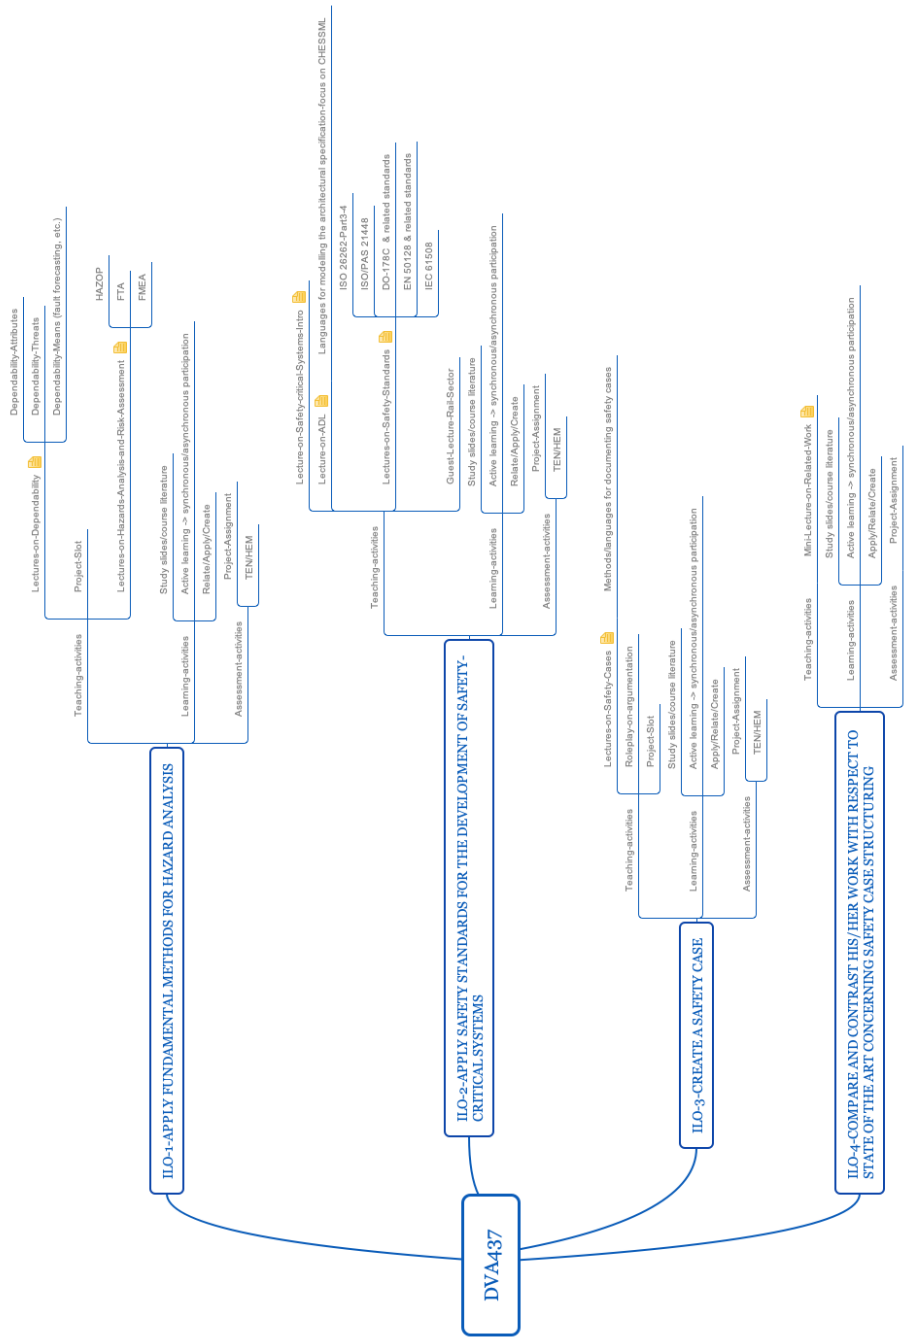 DVA437
ILO-1-APPLY FUNDAMENTAL METHODS FOR HAZARD ANALYSIS
Teaching-activities
Lectures-on-Dependability
Dependability-Attributes
Dependability-Threats
Dependability-Means (fault forecasting, etc.)
Project-Slot
Lectures-on-Hazards-Analysis-and-Risk-Assessment
HAZOP
FTA
FMEA
Learning-activities
Study slides/course literature
Active learning -> synchronous/asynchronous participation
Relate/Apply/Create
Assessment-activities
Project-Assignment
TEN/HEM
ILO-2-APPLY SAFETY STANDARDS FOR THE DEVELOPMENT OF SAFETY-
CRITICAL SYSTEMS
Teaching-activities
Lecture-on-Safety-critical-Systems-Intro
Lecture-on-ADL
Languages for modelling the architectural specification-focus on CHESSML
Lectures-on-Safety-Standards
ISO 26262-Part3-4
ISO/PAS 21448
DO-178C & related standards
EN 50128 & related standards
IEC 61508
Guest-Lecture-Rail-Sector
Learning-activities
Study slides/course literature
Active learning -> synchronous/asynchronous participation
Relate/Apply/Create
Assessment-activities
Project-Assignment
TEN/HEM
ILO-3-CREATE A SAFETY CASE
Teaching-activities
Lectures-on-Safety-Cases
Methods/languages for documenting safety cases
Roleplay-on-argumentation
Project-Slot
Learning-activities
Study slides/course literature
Active learning -> synchronous/asynchronous participation
Apply/Relate/Create
Assessment-activities
Project-Assignment
TEN/HEM
ILO-4-COMPARE AND CONTRAST HIS/HER WORK WITH RESPECT TO
STATE OF THE ART CONCERNING SAFETY CASE STRUCTURING
Teaching-activities
Mini-Lecture-on-Related-Work
Learning-activities
Study slides/course literature
Active learning -> synchronous/asynchronous participation
Apply/Relate/Create
Assessment-activities
Project-Assignment